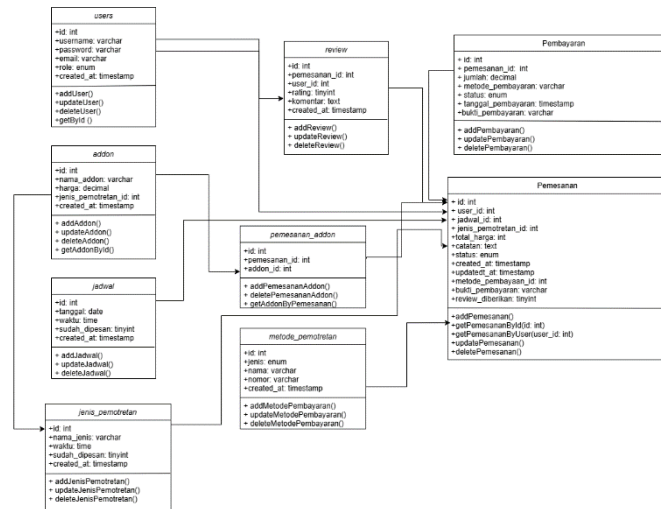 users
+id: int
+username: varchar
+password: varchar
+email: varchar
+role: enum
+created_at: timestamp
+addUser()
+updateUser()
+deleteUser()
+getById ()
review
+id: int
+pemesanan_id: int
+user_id: int
+rating: tinyint
+komentar: text
+created_at: timestamp
+ addReview()
+ updateReview()
+ deleteReview()
Pembayaran
+ id: int
+ pemesanan_id: int
+ jumlah: decimal
+ metode_pembayaran: varchar
+ status: enum
+ tanggal_pembayaran: timestamp
+ bukti_pembayaran: varchar
+ addPembayaran()
+ updatePembayaran()
+ deletePembayaran()
addon
+id: int
+nama_addon: varchar
+harga: decimal
+jenis_pemotretan_id: int
+created_at: timestamp
+ addAddon()
+ updateAddon()
+ deleteAddon()
+ getAddonById()
Pemesanan
+ id: int
+ user_id: int
+ jadwal_id: int
+ jenis_pemotretan_id: int
+total_harga: int
+catatan: text
+status: enum
+created_at: timestamp
+updatedt_at: timestamp
+metode_pembayaan_id: int
+bukti_pembayaran: varchar
+review_diberikan: tinyint
+addPemesanan()
+getPemesananById(id: int)
+getPemesananByUser(user_id: int)
+updatePemesanan()
+deletePemesanan()
pemesanan_addon
+id: int
+pemesanan_id: int
+addon_id: int
+ addPemesananAddon()
+ deletePemesananAddon()
+ getAddonByPemesanan()
jadwal
+id: int
+tanggal: date
+waktu: time
+sudah_dipesan: tinyint
+created_at: timestamp
+ addJadwal()
+ updateJadwal()
+ deleteJadwal()
metode_pemotretan
+id: int
+jenis: enum
+nama: varchar
+nomor: varchar
+created_at: timestamp
+ addMetodePembayaran()
+ updateMetodePembayaran()
+ deleteMetodePembayaran()
jenis_pemotretan
+id: int
+nama_jenis: varchar
+waktu: time
+sudah_dipesan: tinyint
+created_at: timestamp
+ addJenisPemotretan()
+ updateJenisPemotretan()
+ deleteJenisPemotretan()